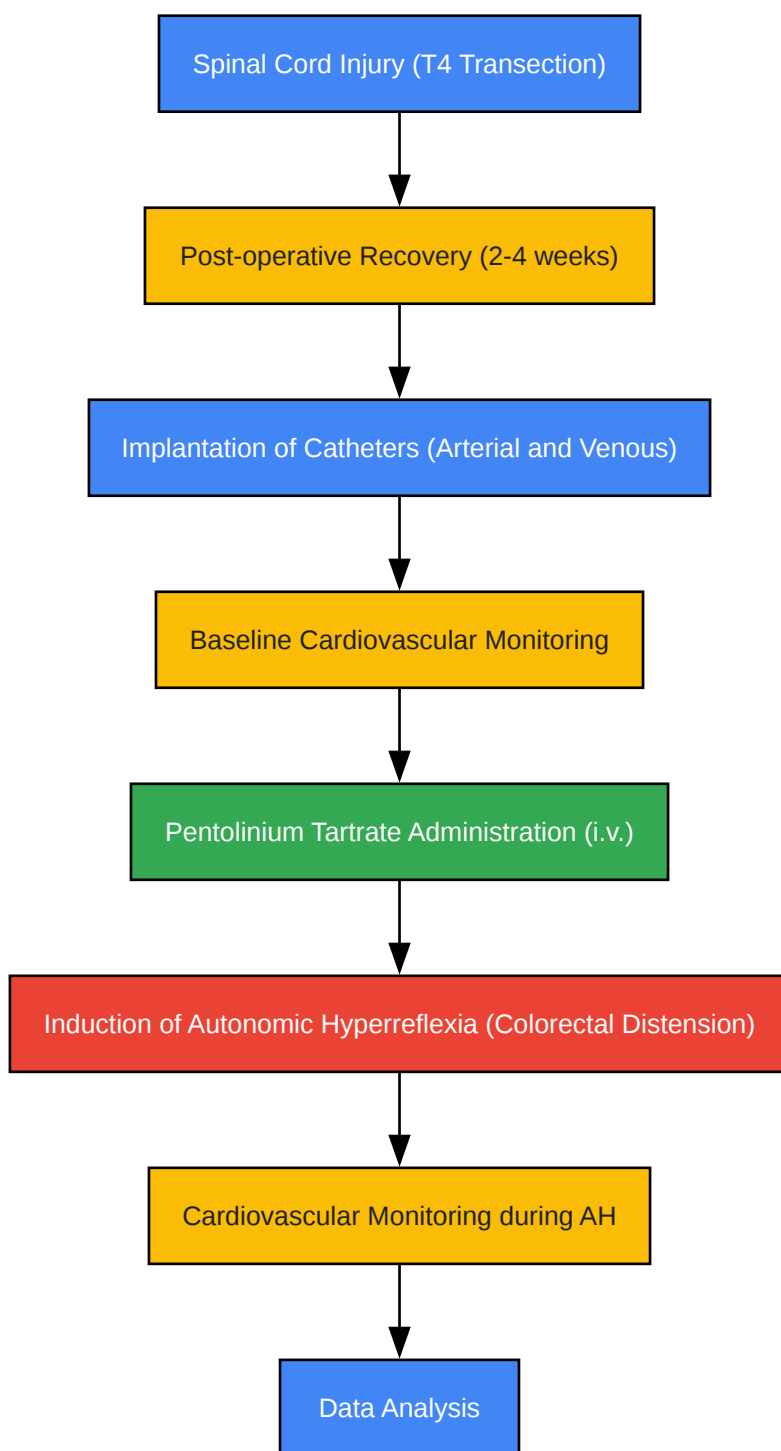 Spinal Cord Injury (T4 Transection)
Post-operative Recovery (2-4 weeks)
Implantation of Catheters (Arterial and Venous)
Baseline Cardiovascular Monitoring
Pentolinium Tartrate Administration (i.v.)
Induction of Autonomic Hyperreflexia (Colorectal Distension)
Cardiovascular Monitoring during AH
Data Analysis